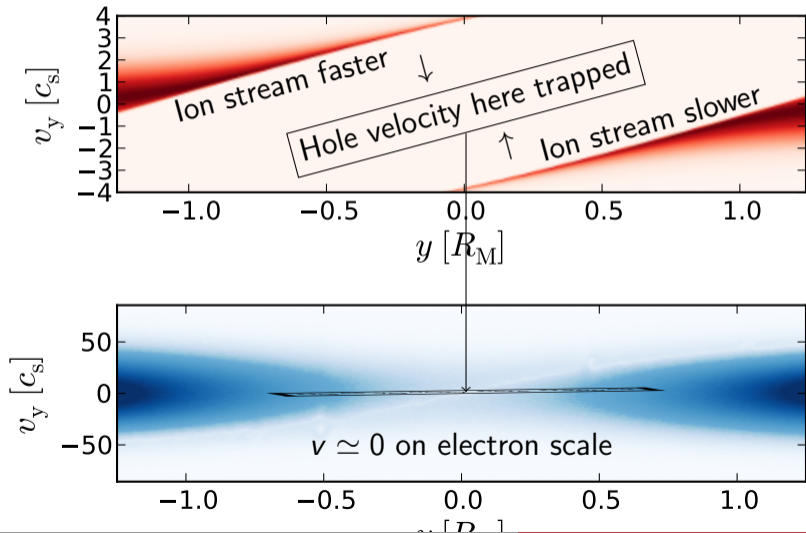 4
3
2
1
0
−1
−2
−3
−4
v_y [c_s]
Ion stream faster
↓
Hole velocity here trapped
↑
Ion stream slower
−1.0 −0.5 0.0 0.5 1.0
y [R_M]
50
0
−50
v_y [c_s]
v ≃ 0 on electron scale
−1.0 −0.5 0.0 0.5 1.0